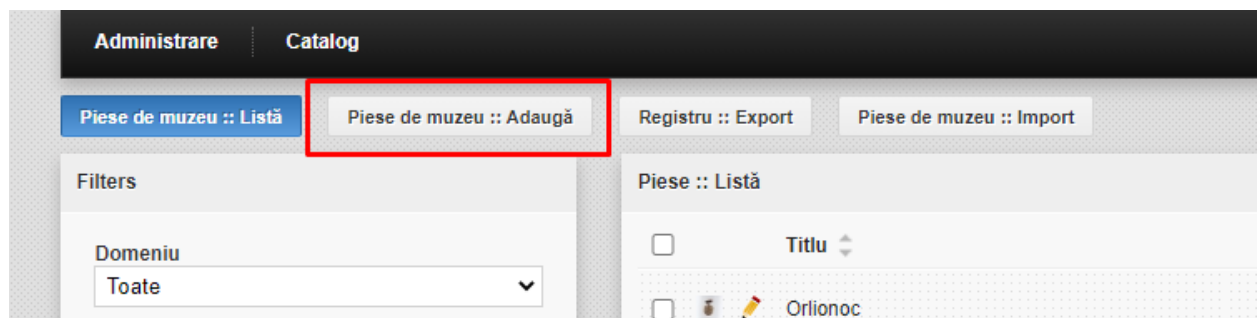 Administrare Catalog
Piese de muzeu :: Listă Piese de muzeu :: Adaugă Registru :: Export Piese de muzeu :: Import
Filters
Piese :: Listă
Domeniu
Toate
Titlu
Orlionoc